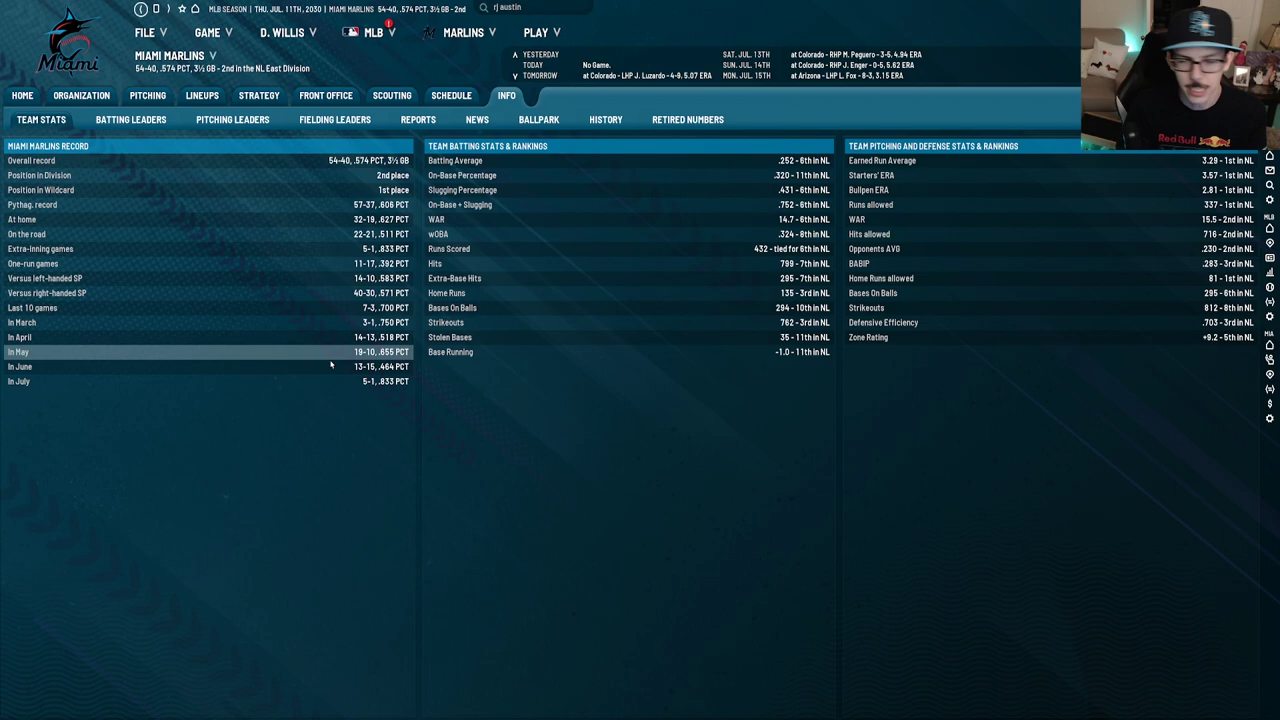 MLB SEASON | THU. JUL. 11TH, 2030 | MIAMI MARLINS 54-40, .574 PCT, 3½ GB - 2nd
rj austin
Miami
FILE GAME D. WILLIS MLB MARLINS PLAY
MIAMI MARLINS
54-40, .574 PCT, 3½ GB - 2nd in the NL East Division
YESTERDAY SAT. JUL. 13TH at Colorado - RHP M. Peguero - 3-5, 4.94 ERA
TODAY No Game. SUN. JUL. 14TH at Colorado - RHP J. Enger - 0-5, 5.62 ERA
TOMORROW at Colorado - LHP J. Luzardo - 4-9, 5.07 ERA MON. JUL. 15TH at Arizona - LHP L. Fox - 8-3, 3.15 ERA
HOME ORGANIZATION PITCHING LINEUPS STRATEGY FRONT OFFICE SCOUTING SCHEDULE INFO
TEAM STATS BATTING LEADERS PITCHING LEADERS FIELDING LEADERS REPORTS NEWS BALLPARK HISTORY RETIRED NUMBERS
Red Bull
MIAMI MARLINS RECORD
Overall record 54-40, .574 PCT, 3½ GB
Position in Division 2nd place
Position in Wildcard 1st place
Pythag. record 57-37, .606 PCT
At home 32-19, .627 PCT
On the road 22-21, .511 PCT
Extra-inning games 5-1, .833 PCT
One-run games 11-17, .392 PCT
Versus left-handed SP 14-10, .583 PCT
Versus right-handed SP 40-30, .571 PCT
Last 10 games 7-3, .700 PCT
In March 3-1, .750 PCT
In April 14-13, .518 PCT
In May 19-10, .655 PCT
In June 13-15, .464 PCT
In July 5-1, .833 PCT
TEAM BATTING STATS & RANKINGS
Batting Average .252 - 6th in NL
On-Base Percentage .320 - 11th in NL
Slugging Percentage .431 - 6th in NL
On-Base + Slugging .752 - 6th in NL
WAR 14.7 - 6th in NL
wOBA .324 - 8th in NL
Runs Scored 432 - tied for 6th in NL
Hits 799 - 7th in NL
Extra-Base Hits 295 - 7th in NL
Home Runs 135 - 3rd in NL
Bases On Balls 294 - 10th in NL
Strikeouts 762 - 3rd in NL
Stolen Bases 35 - 11th in NL
Base Running -1.0 - 11th in NL
TEAM PITCHING AND DEFENSE STATS & RANKINGS
Earned Run Average 3.29 - 1st in NL
Starters' ERA 3.57 - 1st in NL
Bullpen ERA 2.81 - 1st in NL
Runs allowed 337 - 1st in NL
WAR 15.5 - 2nd in NL
Hits allowed 716 - 2nd in NL
Opponents AVG .230 - 2nd in NL
BABIP .283 - 3rd in NL
Home Runs allowed 81 - 1st in NL
Bases On Balls 295 - 6th in NL
Strikeouts 812 - 8th in NL
Defensive Efficiency .703 - 3rd in NL
Zone Rating +9.2 - 5th in NL
MLB
MIA